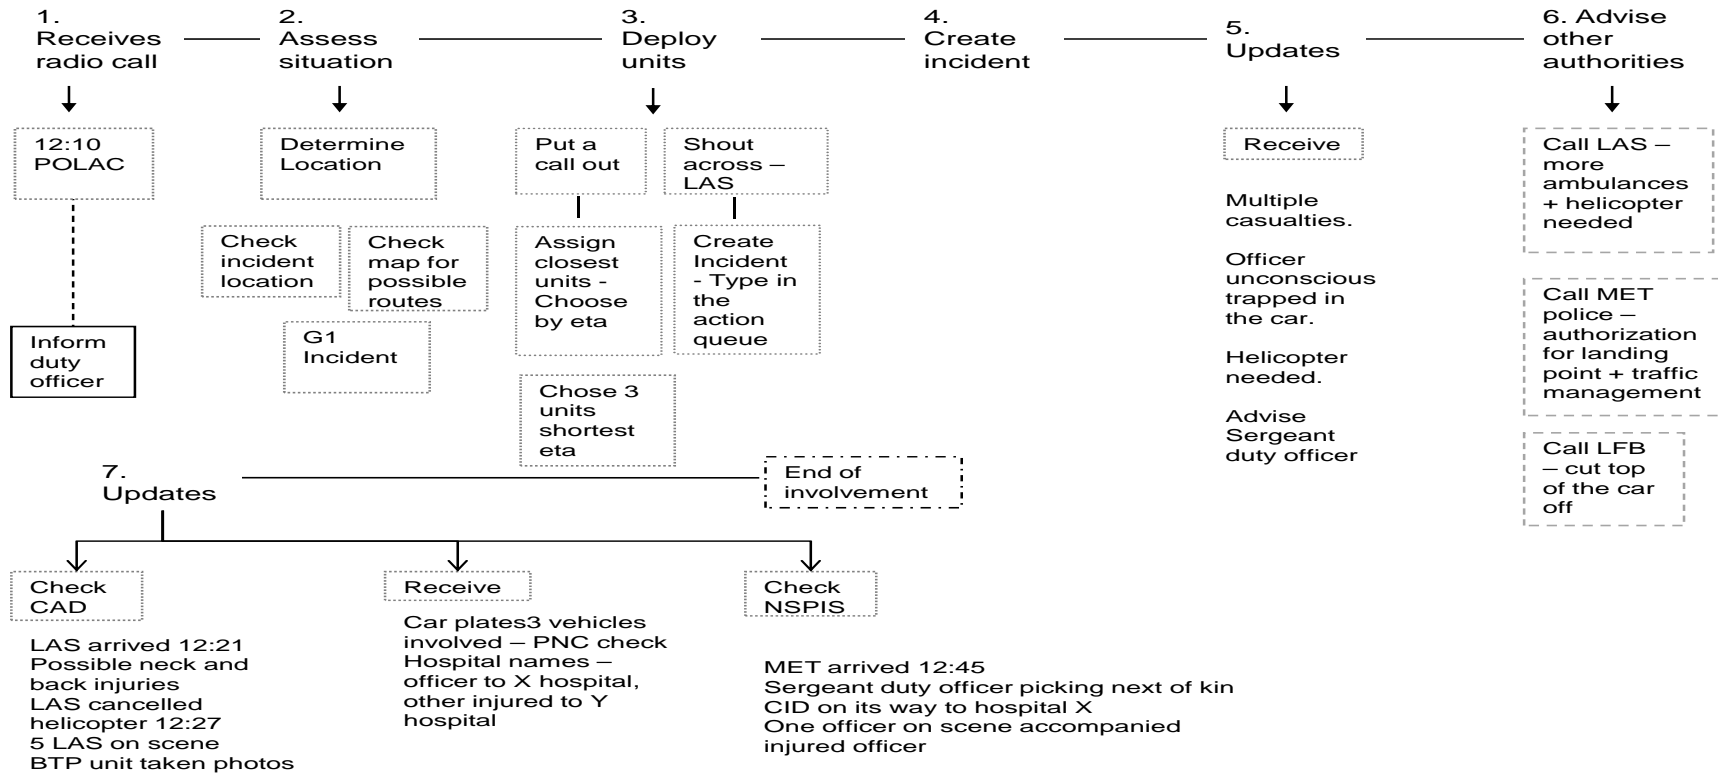 1.
Receives
radio call
2.
Assess
situation
3.
Deploy
units
4.
Create
incident
5.
Updates
6. Advise
other
authorities
12:10
POLAC
Inform
duty
officer
Determine
Location
Check
incident
location
Check
map for
possible
routes
G1
Incident
Put a
call out
Shout
across –
LAS
Assign
closest
units -
Choose
by eta
Create
Incident
- Type in
the
action
queue
Chose 3
units
shortest
eta
Receive
Multiple
casualties.
Officer
unconscious
trapped in
the car.
Helicopter
needed.
Advise
Sergeant
duty officer
Call LAS –
more
ambulances
+ helicopter
needed
Call MET
police –
authorization
for landing
point + traffic
management
Call LFB
– cut top
of the car
off
7.
Updates
End of
involvement
Check
CAD
LAS arrived 12:21
Possible neck and
back injuries
LAS cancelled
helicopter 12:27
5 LAS on scene
BTP unit taken photos
Receive
Car plates3 vehicles
involved – PNC check
Hospital names –
officer to X hospital,
other injured to Y
hospital
Check
NSPIS
MET arrived 12:45
Sergeant duty officer picking next of kin
CID on its way to hospital X
One officer on scene accompanied
injured officer